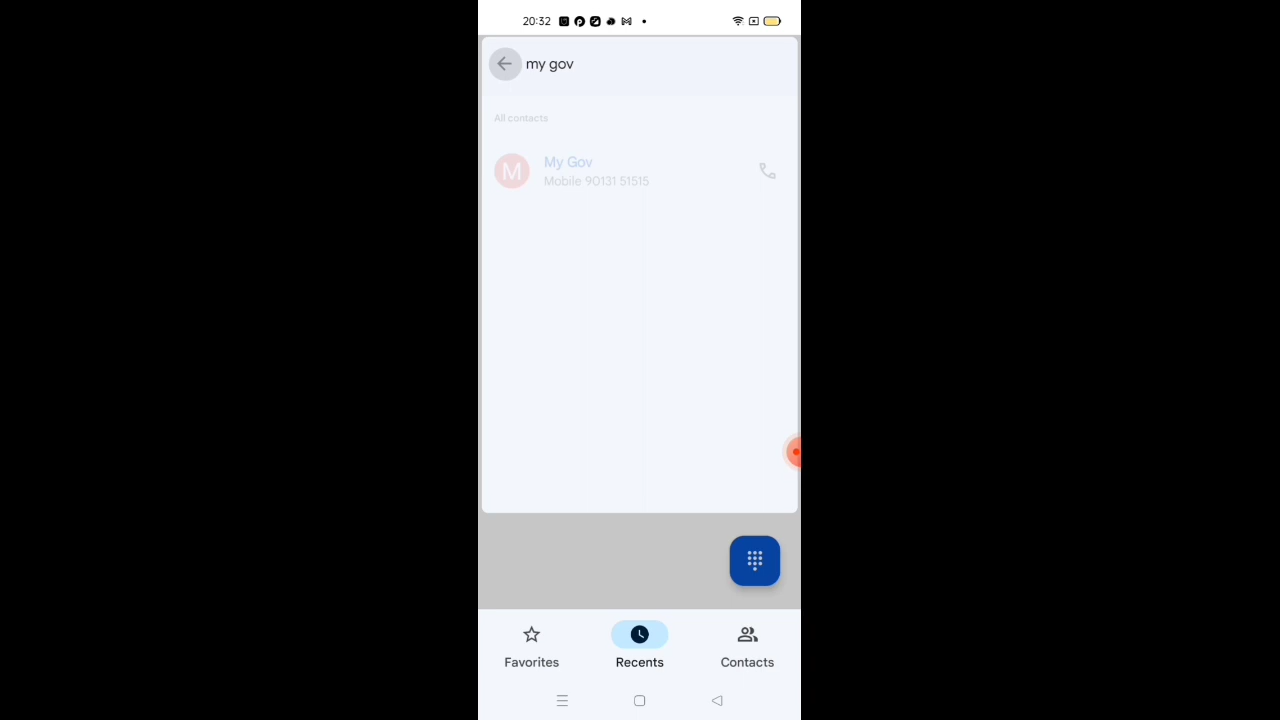 20:32
my gov
All contacts
M
My Gov
Mobile 90131 51515
Favorites
Recents
Contacts